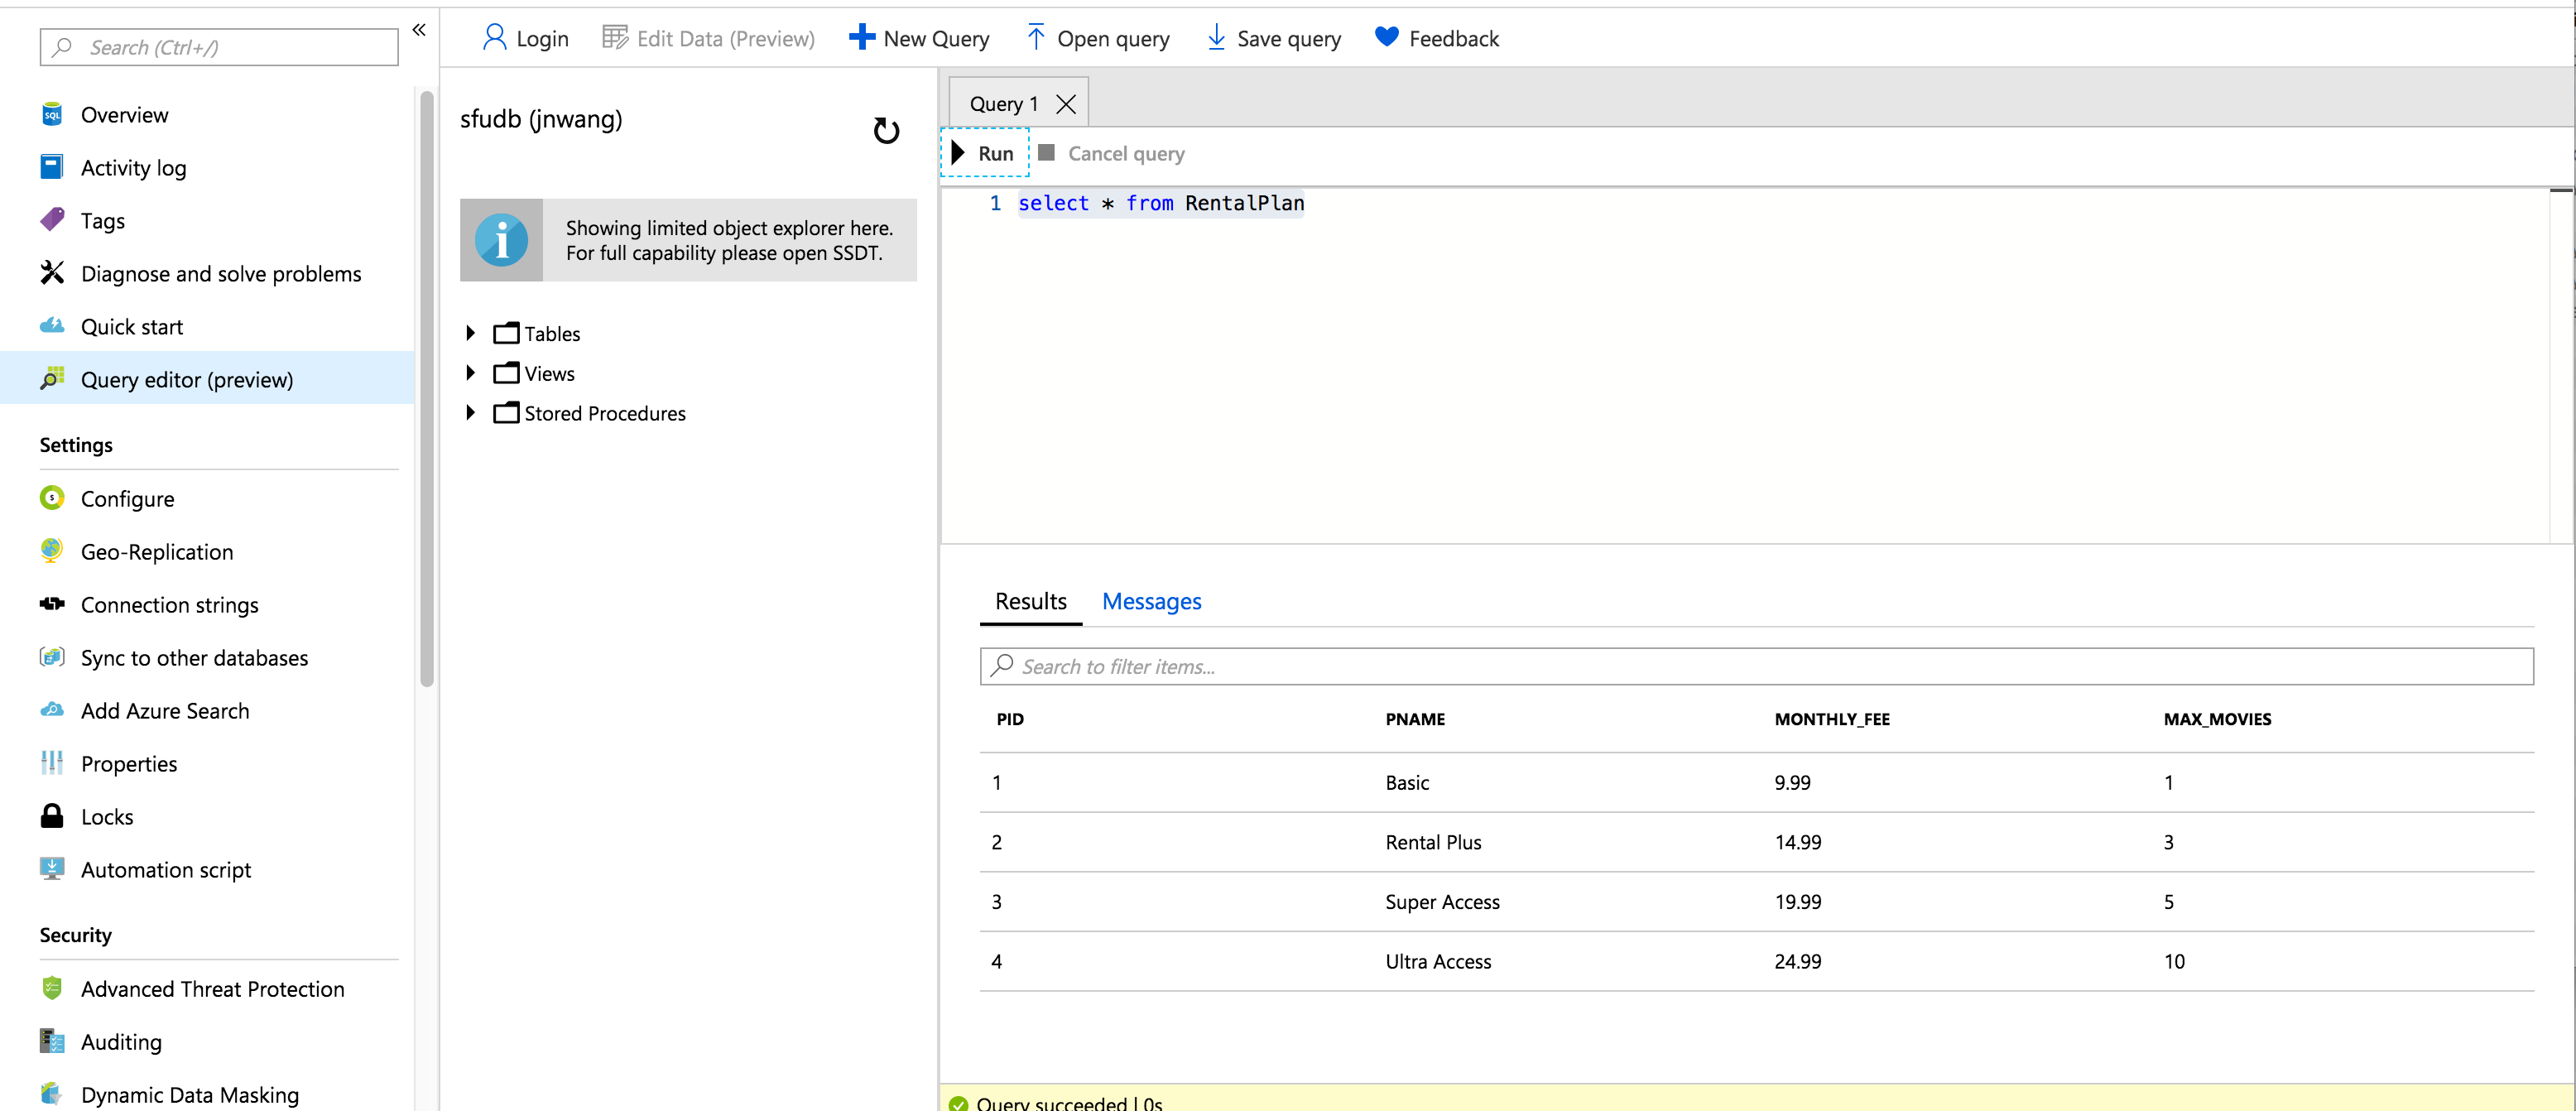 Search (Ctrl+/)
«
Overview
Activity log
Tags
Diagnose and solve problems
Quick start
Query editor (preview)
Settings
Configure
Geo-Replication
Connection strings
Sync to other databases
Add Azure Search
Properties
Locks
Automation script
Security
Advanced Threat Protection
Auditing
Dynamic Data Masking
Login Edit Data (Preview) New Query Open query Save query Feedback
sfudb (jnwang)
Showing limited object explorer here.
For full capability please open SSDT.
Tables
Views
Stored Procedures
Query 1
Run Cancel query
1 select * from RentalPlan
Results Messages
Search to filter items...
PID PNAME MONTHLY_FEE MAX_MOVIES
1 Basic 9.99 1
2 Rental Plus 14.99 3
3 Super Access 19.99 5
4 Ultra Access 24.99 10
Query succeeded | 0s